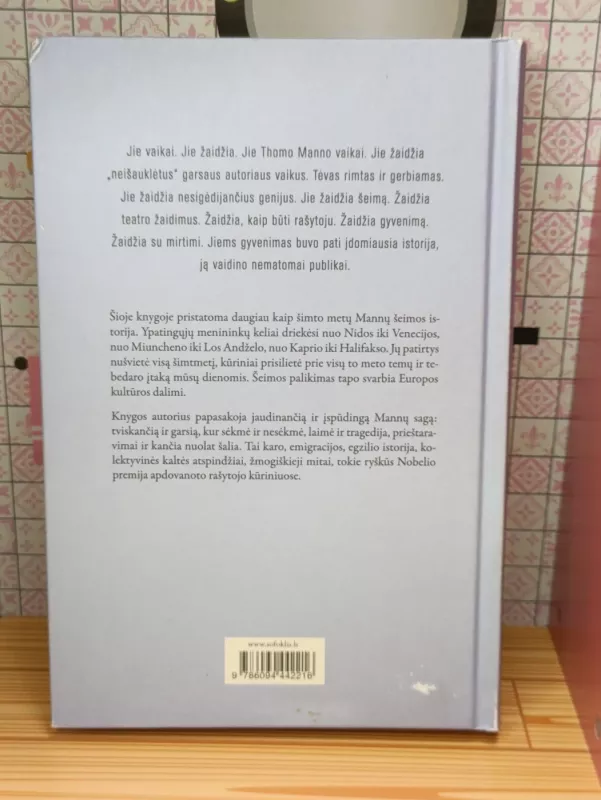 Jie vaikai. Jie žaidžia. Jie Thomo Manno vaikai. Jie žaidžia
„neišauklėtus“ garsaus autoriaus vaikus. Tėvas rimtas ir gerbiamas.
Jie žaidžia nesigėdijančius genijus. Jie žaidžia šeimą. Žaidžia
teatro žaidimus. Žaidžia, kaip būti rašytoju. Žaidžia gyvenimą.
Žaidžia su mirtimi. Jiems gyvenimas buvo pati įdomiausia istorija,
ją vaidino nematomai publikai.
Šioje knygoje pristatoma daugiau kaip šimto metų Mannų šeimos is-
torija. Ypatingųjų menininkų keliai driekėsi nuo Nidos iki Venecijos,
nuo Miuncheno iki Los Andželo, nuo Kaprio iki Halifakso. Jų patirtys
nušvietė visą šimtmetį, kūriniai prisilietė prie visų to meto temų ir te-
bedaro įtaką mūsų dienomis. Šeimos palikimas tapo svarbia Europos
kultūros dalimi.
Knygos autorius papasakoja jaudinančią ir įspūdingą Mannų sagą:
tviskančią ir garsią, kur sėkmė ir nesėkmė, laimė ir tragedija, prieštara-
vimai ir kančia nuolat šalia. Tai karo, emigracijos, egzilio istorija, ko-
lektyvinės kaltės atspindžiai, žmogiškieji mitai, tokie ryškūs Nobelio
premija apdovanoto rašytojo kūriniuose.
www.sofoklis.lt
9 786094 442216